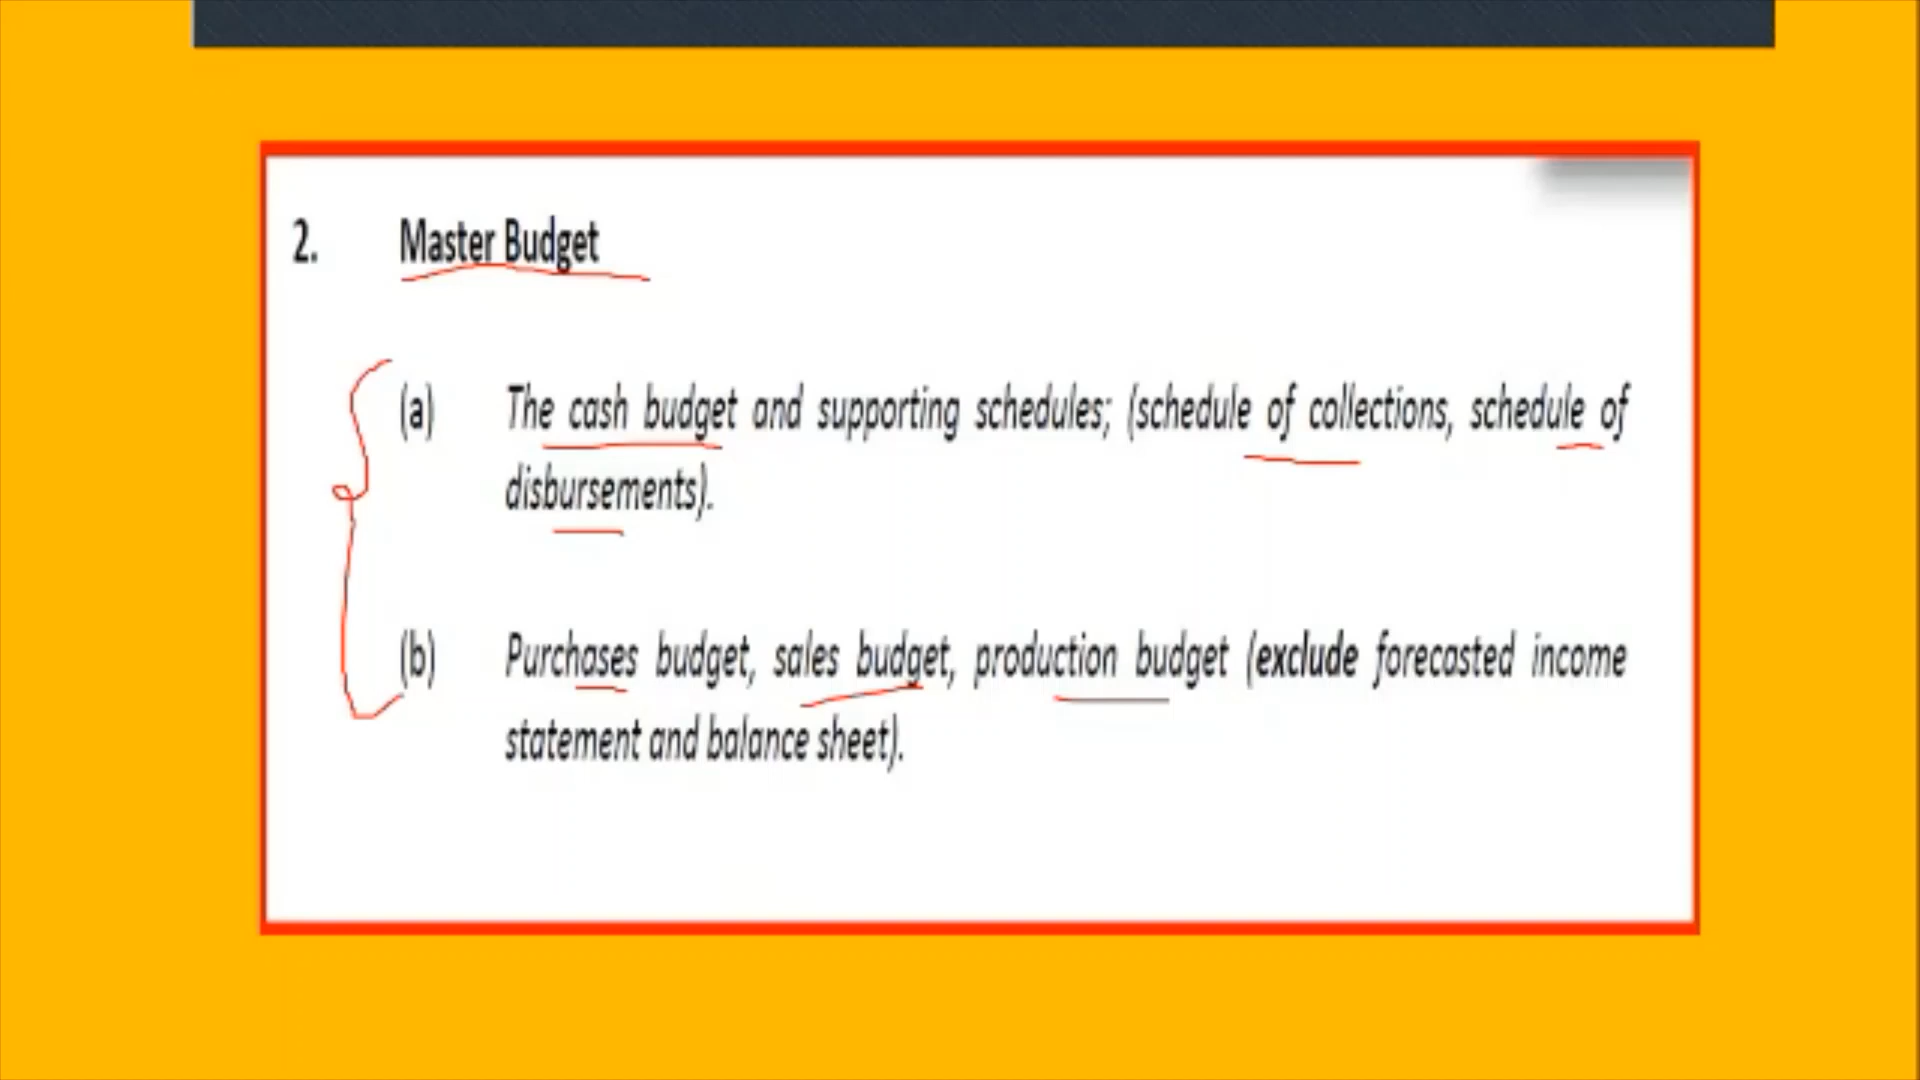 2. Master Budget
(a) The cash budget and supporting schedules; (schedule of collections, schedule of
disbursements).
(b) Purchases budget, sales budget, production budget (exclude forecasted income
statement and balance sheet).